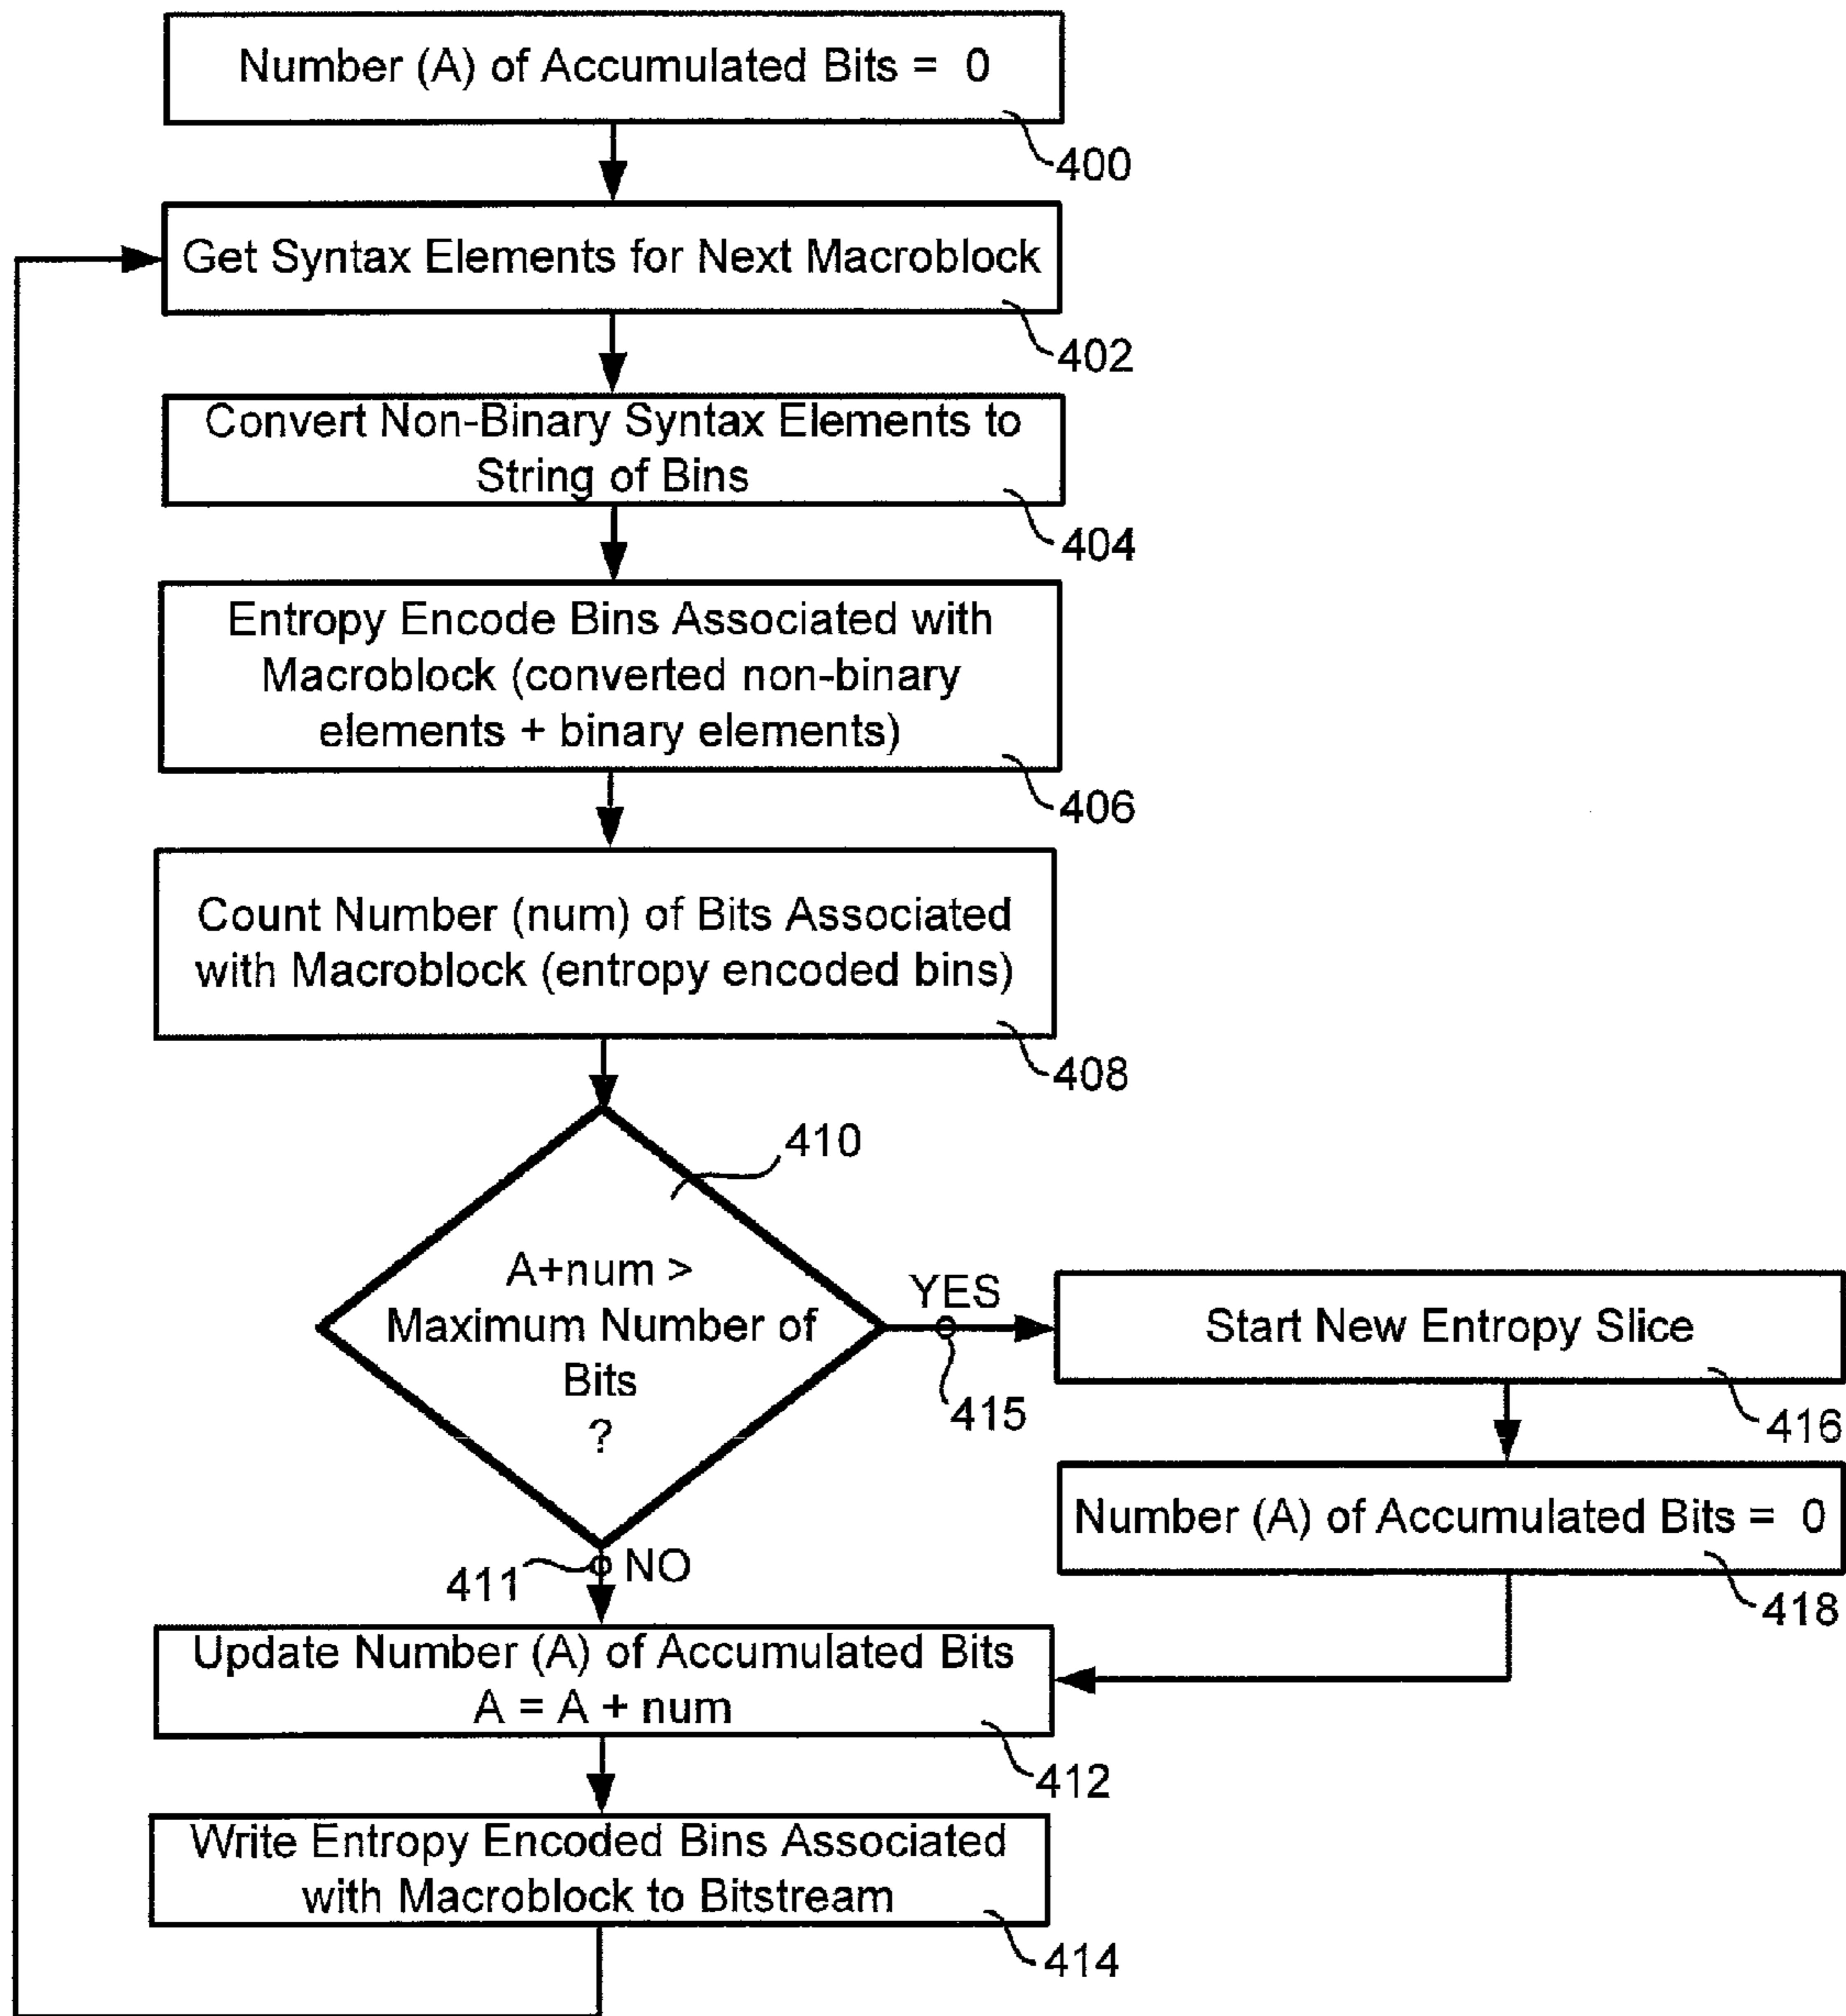 Number (A) of Accumulated Bits = 0
400
Get Syntax Elements for Next Macroblock
402
Convert Non-Binary Syntax Elements to
String of Bins
404
Entropy Encode Bins Associated with
Macroblock (converted non-binary
elements + binary elements)
406
Count Number (num) of Bits Associated
with Macroblock (entropy encoded bins)
408
410
A+num >
Maximum Number of
Bits
?
YES
415
Start New Entropy Slice
416
Number (A) of Accumulated Bits = 0
418
411
NO
Update Number (A) of Accumulated Bits
A = A + num
412
Write Entropy Encoded Bins Associated
with Macroblock to Bitstream
414